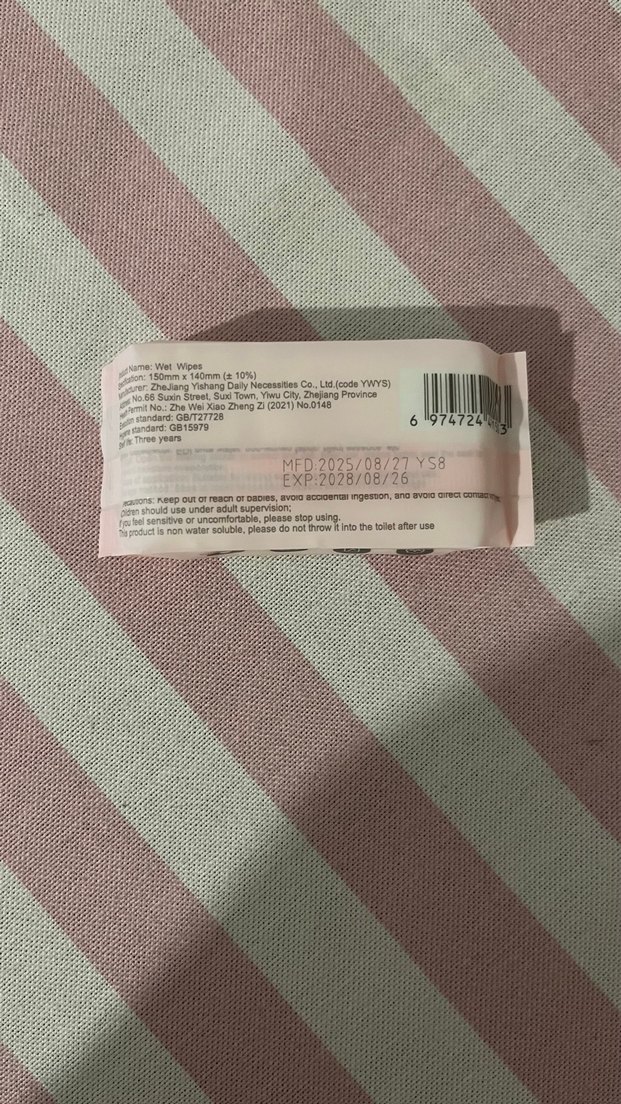 Name: Wet Wipes
150mm x 140mm (± 10%)
ZheJiang Yishang Daily Necessities Co., Ltd.(code YWYS)
No.66 Suxin Street, Suxi Town, Yiwu City, Zhejiang Province
Permit No.: Zhe Wei Xiao Zheng Zi (2021) No.0148
standard: GB/T27728
standard: GB15979
Three years
6 974724
MFD:2025/08/27 YS8
EXP:2028/08/26
Keep out of reach of babies, avoid accidental ingestion, and avoid direct contact
should use under adult supervision;
you feel sensitive or uncomfortable, please stop using.
This product is non water soluble, please do not throw it into the toilet after use